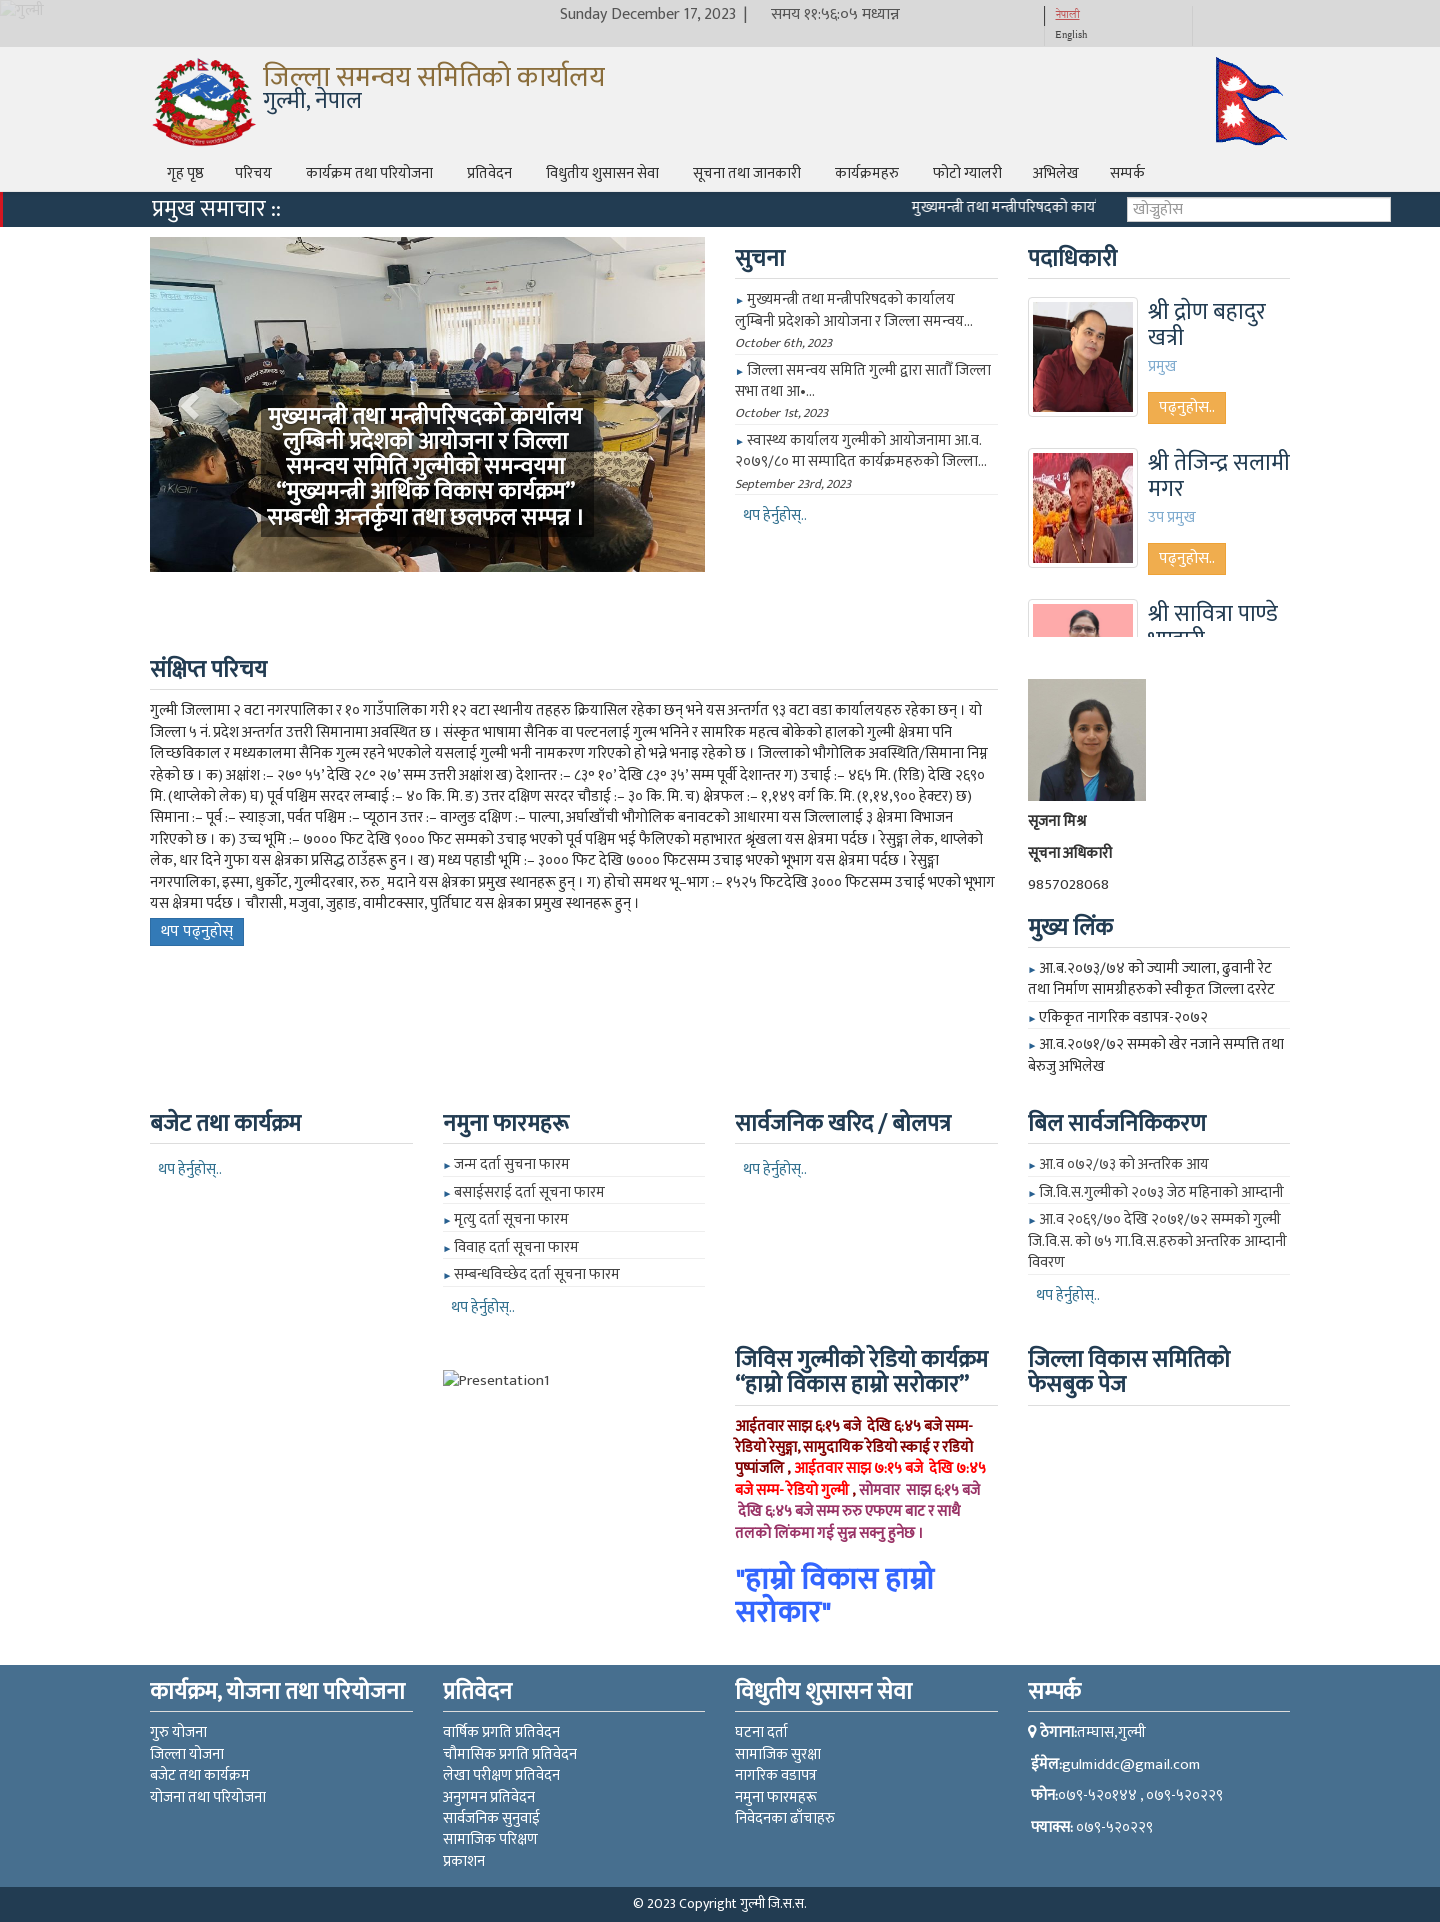 गुल्मी
Sunday December 17, 2023 | समय ११:५६:०५ मध्यान्न
नेपाली
English
जिल्ला समन्वय समितिको कार्यालय
गुल्मी, नेपाल
गृह पृष्ठ परिचय कार्यक्रम तथा परियोजना प्रतिवेदन विधुतीय शुसासन सेवा सूचना तथा जानकारी कार्यक्रमहरु फोटो ग्यालरी अभिलेख सम्पर्क
प्रमुख समाचार ::
मुख्यमन्त्री तथा मन्त्रीपरिषदको कार्या
खोज्नुहोस
मुख्यमन्त्री तथा मन्त्रीपरिषदको कार्यालय
लुम्बिनी प्रदेशको आयोजना र जिल्ला
समन्वय समिति गुल्मीको समन्वयमा
“मुख्यमन्त्री आर्थिक विकास कार्यक्रम”
सम्बन्धी अन्तर्कृया तथा छलफल सम्पन्न ।
सुचना
► मुख्यमन्त्री तथा मन्त्रीपरिषदको कार्यालय
लुम्बिनी प्रदेशको आयोजना र जिल्ला समन्वय...
October 6th, 2023
► जिल्ला समन्वय समिति गुल्मी द्वारा सातौँ जिल्ला
सभा तथा आ•...
October 1st, 2023
► स्वास्थ्य कार्यालय गुल्मीको आयोजनामा आ.व.
२०७९/८० मा सम्पादित कार्यक्रमहरुको जिल्ला...
September 23rd, 2023
थप हेर्नुहोस्..
पदाधिकारी
श्री द्रोण बहादुर
खत्री
प्रमुख
पढ्नुहोस..
श्री तेजिन्द्र सलामी
मगर
उप प्रमुख
पढ्नुहोस..
श्री सावित्रा पाण्डे
संक्षिप्त परिचय
गुल्मी जिल्लामा २ वटा नगरपालिका र १० गाउँपालिका गरी १२ वटा स्थानीय तहहरु क्रियासिल रहेका छन् भने यस अन्तर्गत ९३ वटा वडा कार्यालयहरु रहेका छन् । यो
जिल्ला ५ नं. प्रदेश अन्तर्गत उत्तरी सिमानामा अवस्थित छ । संस्कृत भाषामा सैनिक वा पल्टनलाई गुल्म भनिने र सामरिक महत्व बोकेको हालको गुल्मी क्षेत्रमा पनि
लिच्छविकाल र मध्यकालमा सैनिक गुल्म रहने भएकोले यसलाई गुल्मी भनी नामकरण गरिएको हो भन्ने भनाइ रहेको छ । जिल्लाको भौगोलिक अवस्थिति/सिमाना निम्न
रहेको छ । क) अक्षांश :– २७° ५५’ देखि २८° २७’ सम्म उत्तरी अक्षांश ख) देशान्तर :– ८३° १०’ देखि ८३° ३५’ सम्म पूर्वी देशान्तर ग) उचाई :– ४६५ मि. (रिडि) देखि २६९०
मि. (थाप्लेको लेक) घ) पूर्व पश्चिम सरदर लम्बाई :– ४० कि. मि. ङ) उत्तर दक्षिण सरदर चौडाई :– ३० कि. मि. च) क्षेत्रफल :– १,१४९ वर्ग कि. मि. (१,१४,९०० हेक्टर) छ)
सिमाना :– पूर्व :– स्याङ्जा, पर्वत पश्चिम :– प्यूठान उत्तर :– वाग्लुङ दक्षिण :– पाल्पा, अर्घाखाँची भौगोलिक बनावटको आधारमा यस जिल्लालाई ३ क्षेत्रमा विभाजन
गरिएको छ । क) उच्च भूमि :– ७००० फिट देखि ९००० फिट सम्मको उचाइ भएको पूर्व पश्चिम भई फैलिएको महाभारत श्रृंखला यस क्षेत्रमा पर्दछ । रेसुङ्गा लेक, थाप्लेको
लेक, धार दिने गुफा यस क्षेत्रका प्रसिद्ध ठाउँहरू हुन । ख) मध्य पहाडी भूमि :– ३००० फिट देखि ७००० फिटसम्म उचाइ भएको भूभाग यस क्षेत्रमा पर्दछ । रेसुङ्गा
नगरपालिका, इस्मा, धुर्कोट, गुल्मीदरबार, रुरु¸ मदाने यस क्षेत्रका प्रमुख स्थानहरू हुन् । ग) होचो समथर भू–भाग :– १५२५ फिटदेखि ३००० फिटसम्म उचाई भएको भूभाग
यस क्षेत्रमा पर्दछ । चौरासी, मजुवा, जुहाङ, वामीटक्सार, पुर्तिघाट यस क्षेत्रका प्रमुख स्थानहरू हुन् ।
थप पढ्नुहोस्
सृजना मिश्र
सूचना अधिकारी
9857028068
मुख्य लिंक
► आ.ब.२०७३/७४ को ज्यामी ज्याला, ढुवानी रेट
तथा निर्माण सामग्रीहरुको स्वीकृत जिल्ला दररेट
► एकिकृत नागरिक वडापत्र-२०७२
► आ.व.२०७१/७२ सम्मको खेर नजाने सम्पत्ति तथा
बेरुजु अभिलेख
बजेट तथा कार्यक्रम
थप हेर्नुहोस्..
नमुना फारमहरू
► जन्म दर्ता सुचना फारम
► बसाईसराई दर्ता सूचना फारम
► मृत्यु दर्ता सूचना फारम
► विवाह दर्ता सूचना फारम
► सम्बन्धविच्छेद दर्ता सूचना फारम
थप हेर्नुहोस्..
सार्वजनिक खरिद / बोलपत्र
थप हेर्नुहोस्..
बिल सार्वजनिकिकरण
► आ.व ०७२/७३ को अन्तरिक आय
► जि.वि.स.गुल्मीको २०७३ जेठ महिनाको आम्दानी
► आ.व २०६९/७० देखि २०७१/७२ सम्मको गुल्मी
जि.वि.स. को ७५ गा.वि.स.हरुको अन्तरिक आम्दानी
विवरण
थप हेर्नुहोस्..
Presentation1
जिविस गुल्मीको रेडियो कार्यक्रम
“हाम्रो विकास हाम्रो सरोकार”
आईतवार साझ ६:१५ बजे देखि ६:४५ बजे सम्म-
रेडियो रेसुङ्गा, सामुदायिक रेडियो स्काई र रडियो
पुष्पांजलि , आईतवार साझ ७:१५ बजे देखि ७:४५
बजे सम्म- रेडियो गुल्मी , सोमवार साझ ६:१५ बजे
देखि ६:४५ बजे सम्म रुरु एफएम बाट र साथै
तलको लिंकमा गई सुन्न सक्नु हुनेछ ।
"हाम्रो विकास हाम्रो
सरोकार"
जिल्ला विकास समितिको
फेसबुक पेज
कार्यक्रम, योजना तथा परियोजना
गुरु योजना
जिल्ला योजना
बजेट तथा कार्यक्रम
योजना तथा परियोजना
प्रतिवेदन
वार्षिक प्रगति प्रतिवेदन
चौमासिक प्रगति प्रतिवेदन
लेखा परीक्षण प्रतिवेदन
अनुगमन प्रतिवेदन
सार्वजनिक सुनुवाई
सामाजिक परिक्षण
प्रकाशन
विधुतीय शुसासन सेवा
घटना दर्ता
सामाजिक सुरक्षा
नागरिक वडापत्र
नमुना फारमहरू
निवेदनका ढाँचाहरु
सम्पर्क
ठेगाना:तम्घास,गुल्मी
ईमेल:gulmiddc@gmail.com
फोन:०७९-५२०१४४ , ०७९-५२०२२९
फ्याक्स: ०७९-५२०२२९
© 2023 Copyright गुल्मी जि.स.स.